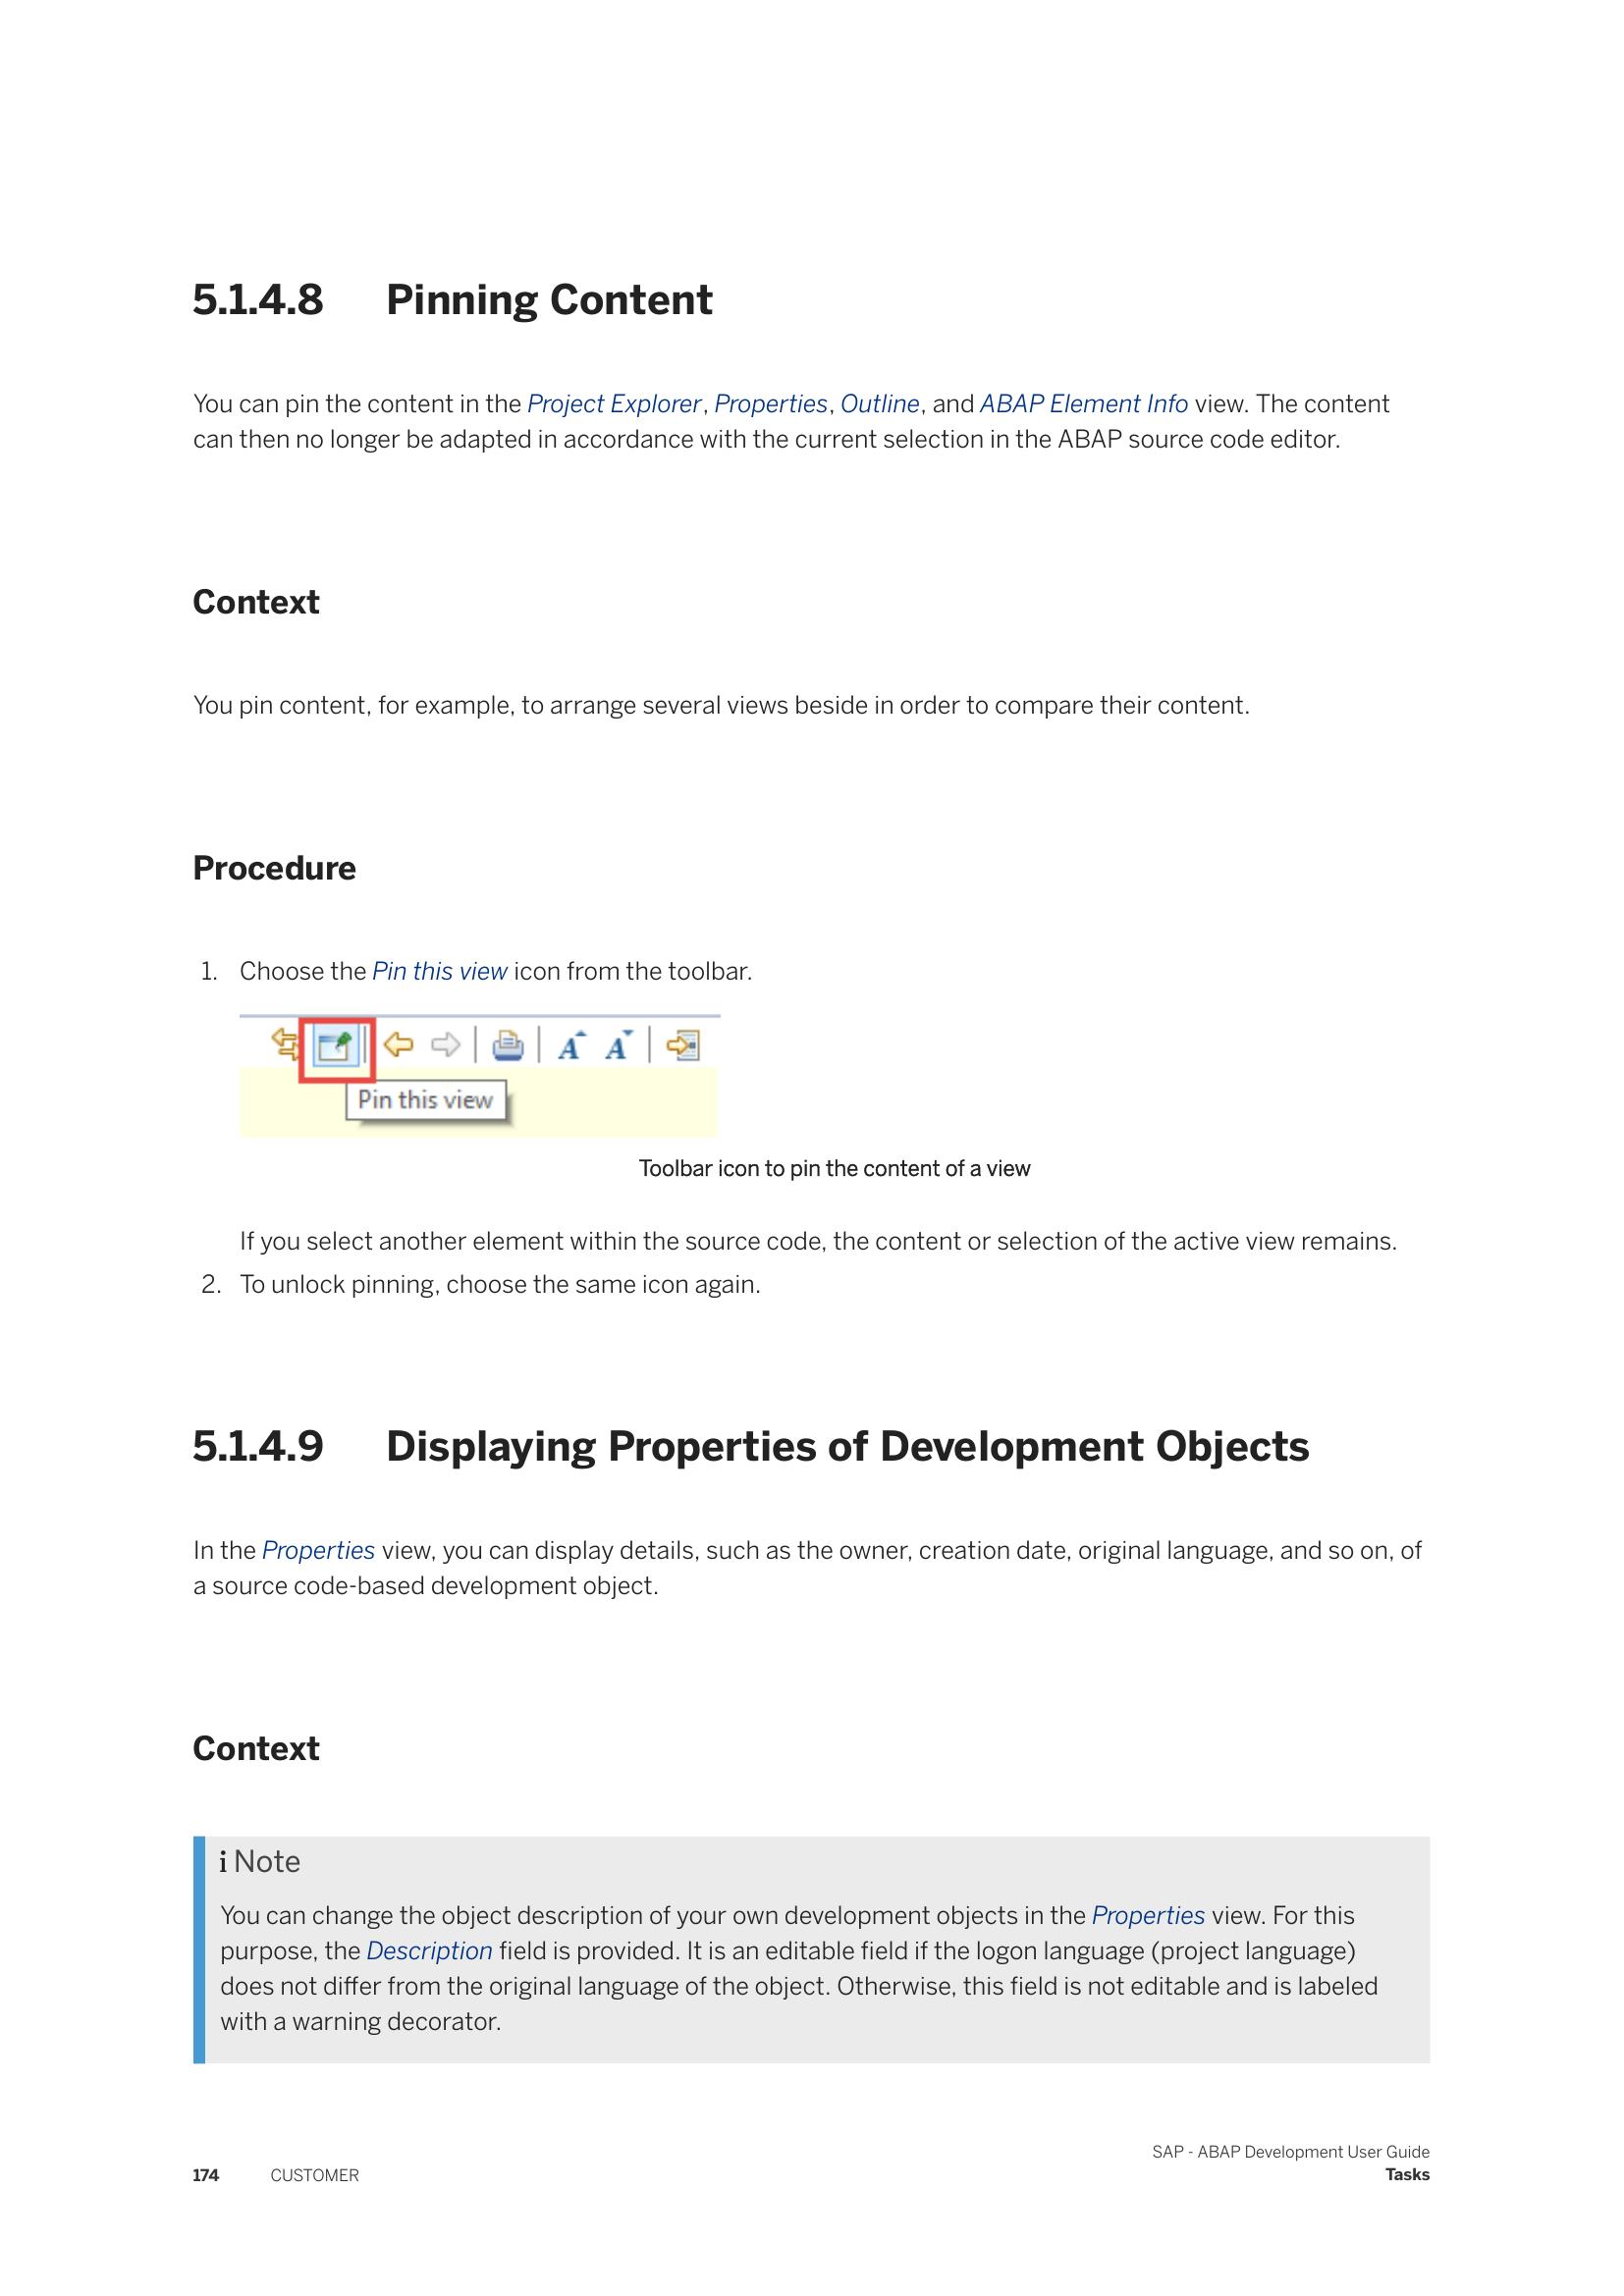 5.1.4.8 Pinning Content
You can pin the content in the Project Explorer, Properties, Outline, and ABAP Element Info view. The content
can then no longer be adapted in accordance with the current selection in the ABAP source code editor.
Context
You pin content, for example, to arrange several views beside in order to compare their content.
Procedure
1. Choose the Pin this view icon from the toolbar.
A A
Pin this view
Toolbar icon to pin the content of a view
If you select another element within the source code, the content or selection of the active view remains.
2. To unlock pinning, choose the same icon again.
5.1.4.9 Displaying Properties of Development Objects
In the Properties view, you can display details, such as the owner, creation date, original language, and so on, of
a source code-based development object.
Context
i Note
You can change the object description of your own development objects in the Properties view. For this
purpose, the Description field is provided. It is an editable field if the logon language (project language)
does not differ from the original language of the object. Otherwise, this field is not editable and is labeled
with a warning decorator.
SAP - ABAP Development User Guide
174 CUSTOMER Tasks